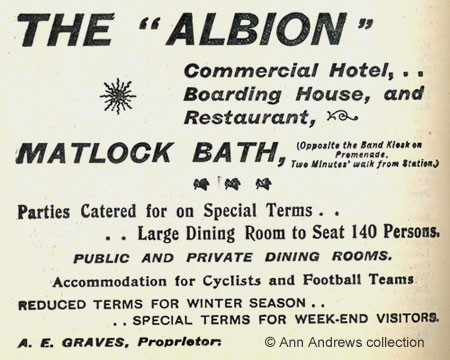 THE "ALBION"
Commercial Hotel, . .
Boarding House, and
Restaurant,
MATLOCK BATH, (Opposite the Band Kiosk on
Promenade,
Two Minutes' walk from Station.)
Parties Catered for on Special Terms . .
. . Large Dining Room to Seat 140 Persons.
PUBLIC AND PRIVATE DINING ROOMS.
Accommodation for Cyclists and Football Teams
REDUCED TERMS FOR WINTER SEASON . .
. . SPECIAL TERMS FOR WEEK-END VISITORS.
A. E. GRAVES, Proprietor.
© Ann Andrews collection